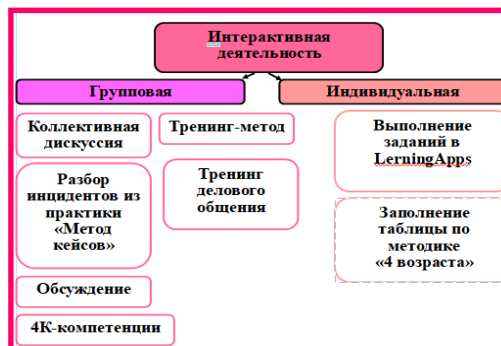 Интерактивная
деятельность
Групповая
Индивидуальная
Коллективная
дискуссия
Разбор
инцидентов из
практики
«Метод
кейсов»
Обсуждение
4К-компетенции
Тренинг-метод
Тренинг
делового
общения
Выполнение
заданий в
LerningApps
Заполнение
таблицы по
методике
«4 возраста»